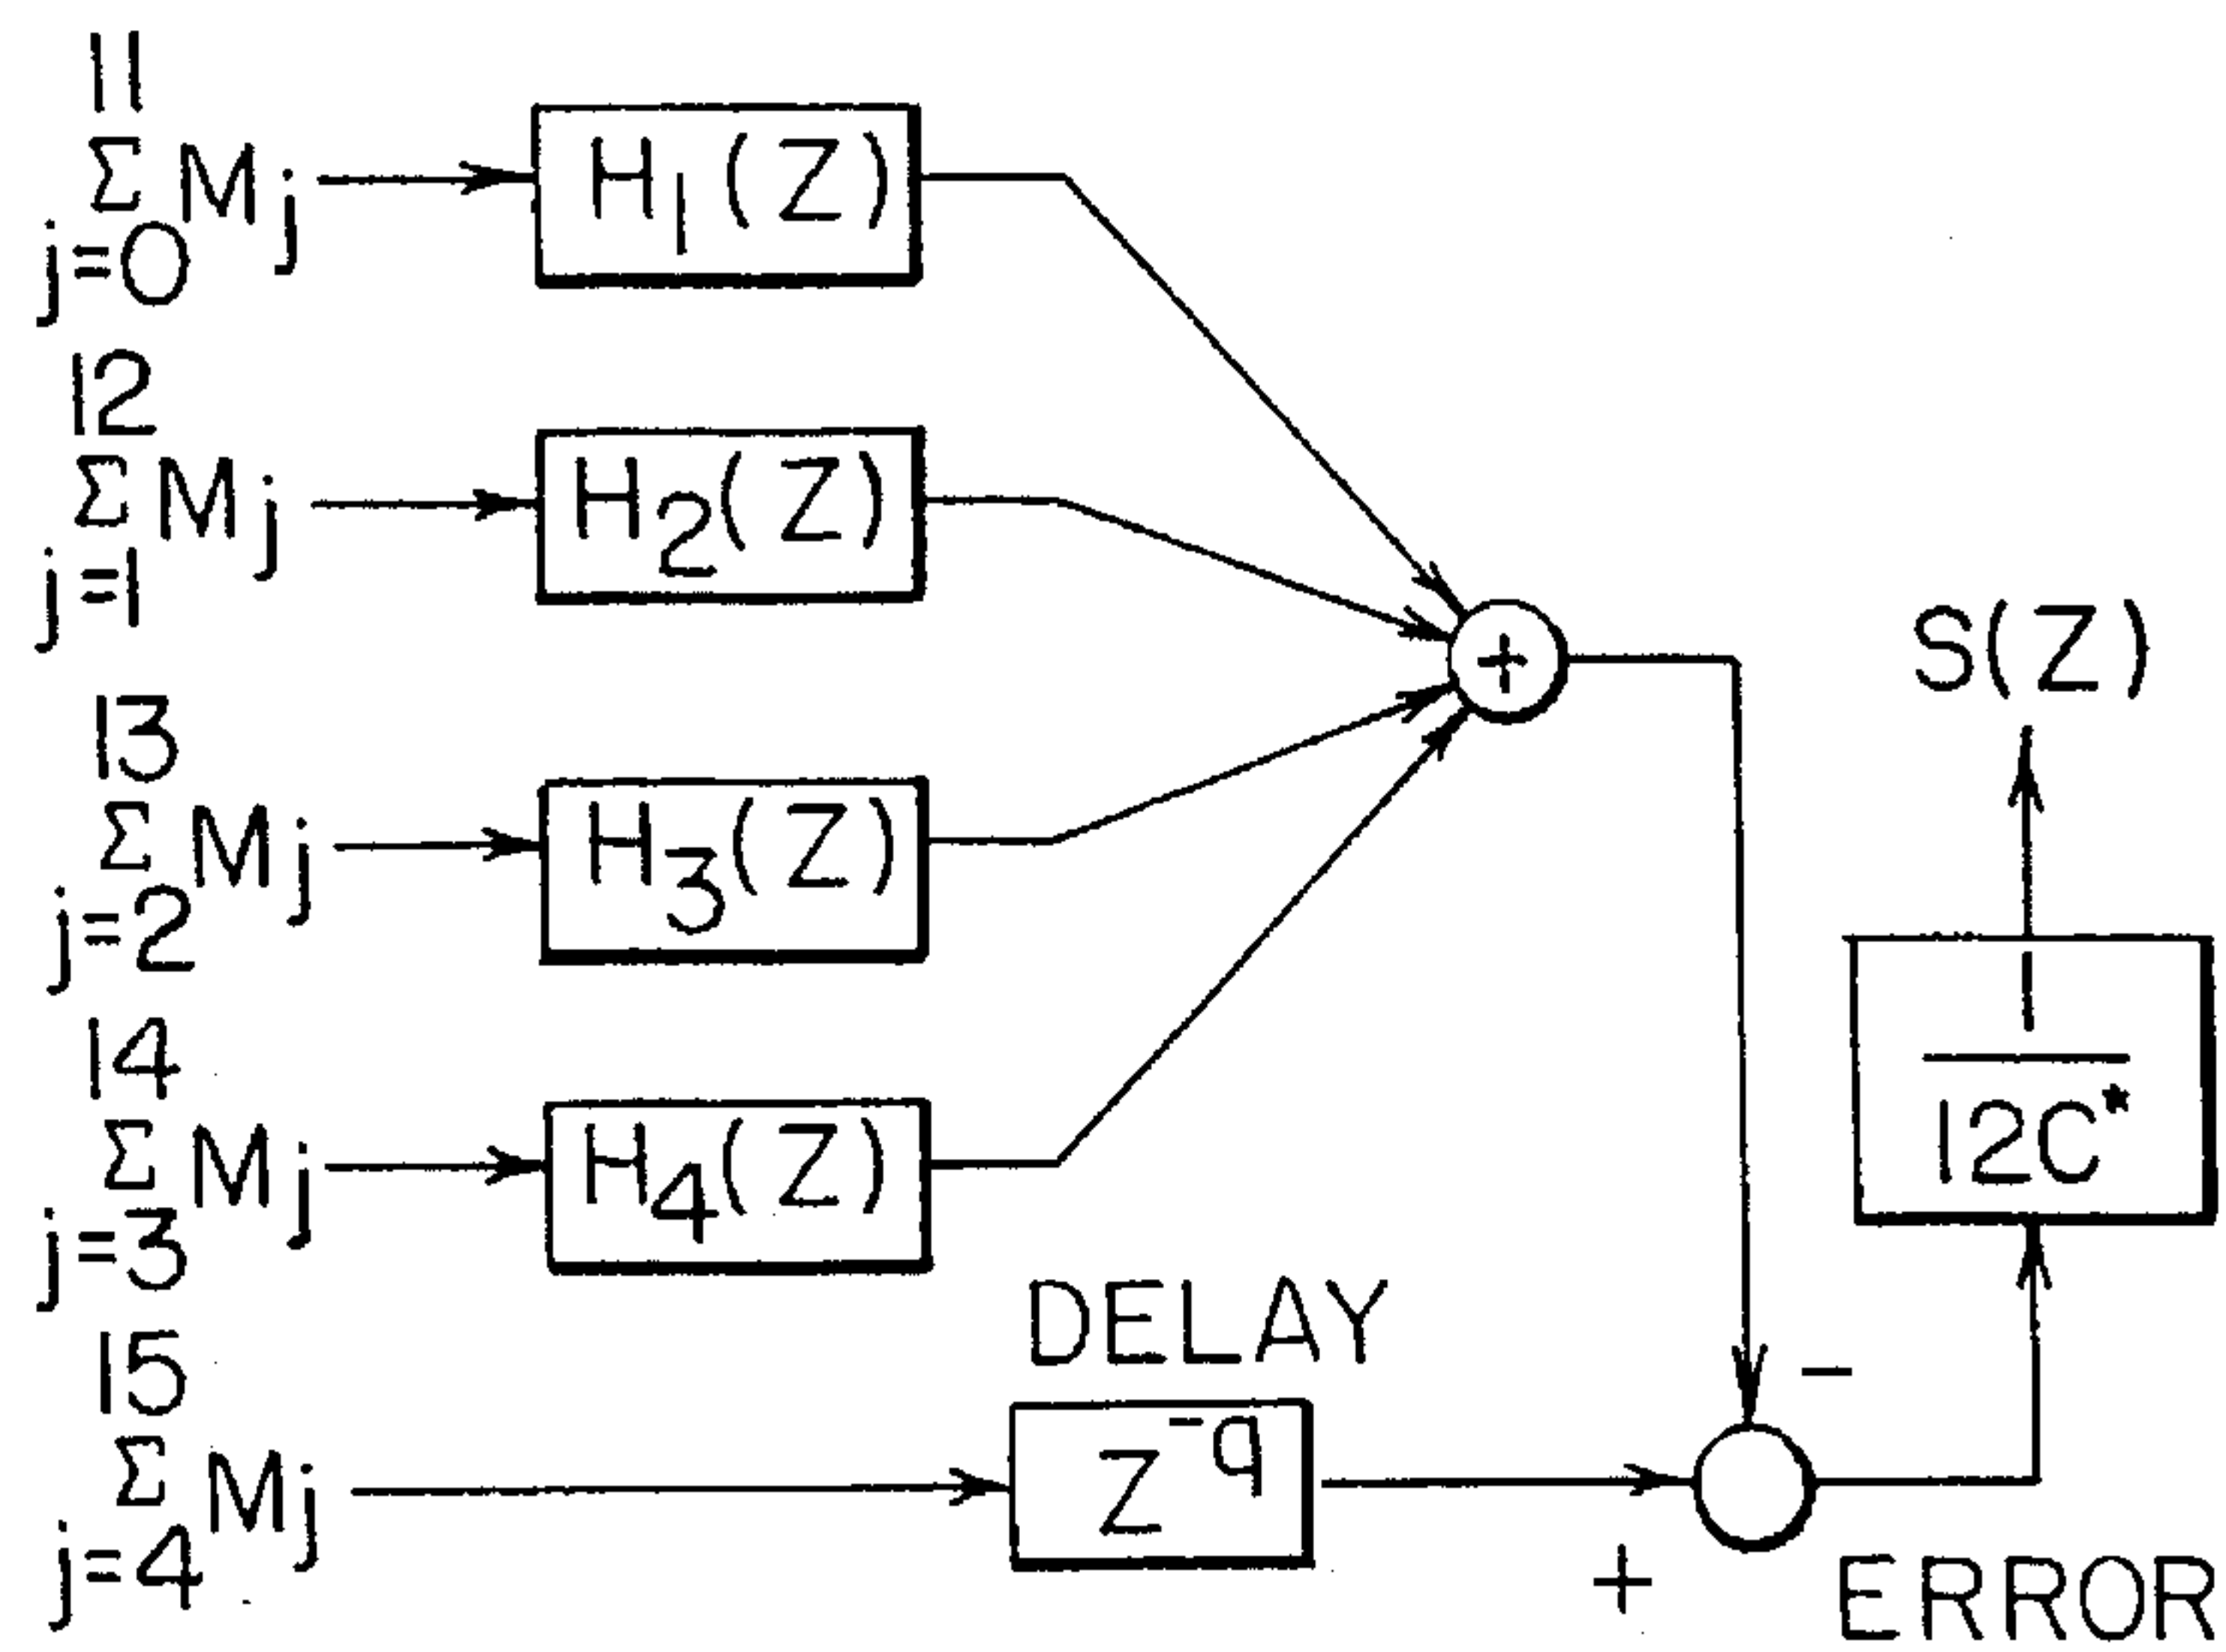 11
Σ Mj
j=0
H1(Z)
12
Σ Mj
j=1
H2(Z)
+
S(Z)
13
Σ Mj
j=2
H3(Z)
1
12C*
14
Σ Mj
j=3
H4(Z)
DELAY
-
15
Σ Mj
j=4
Z-q
+
ERROR